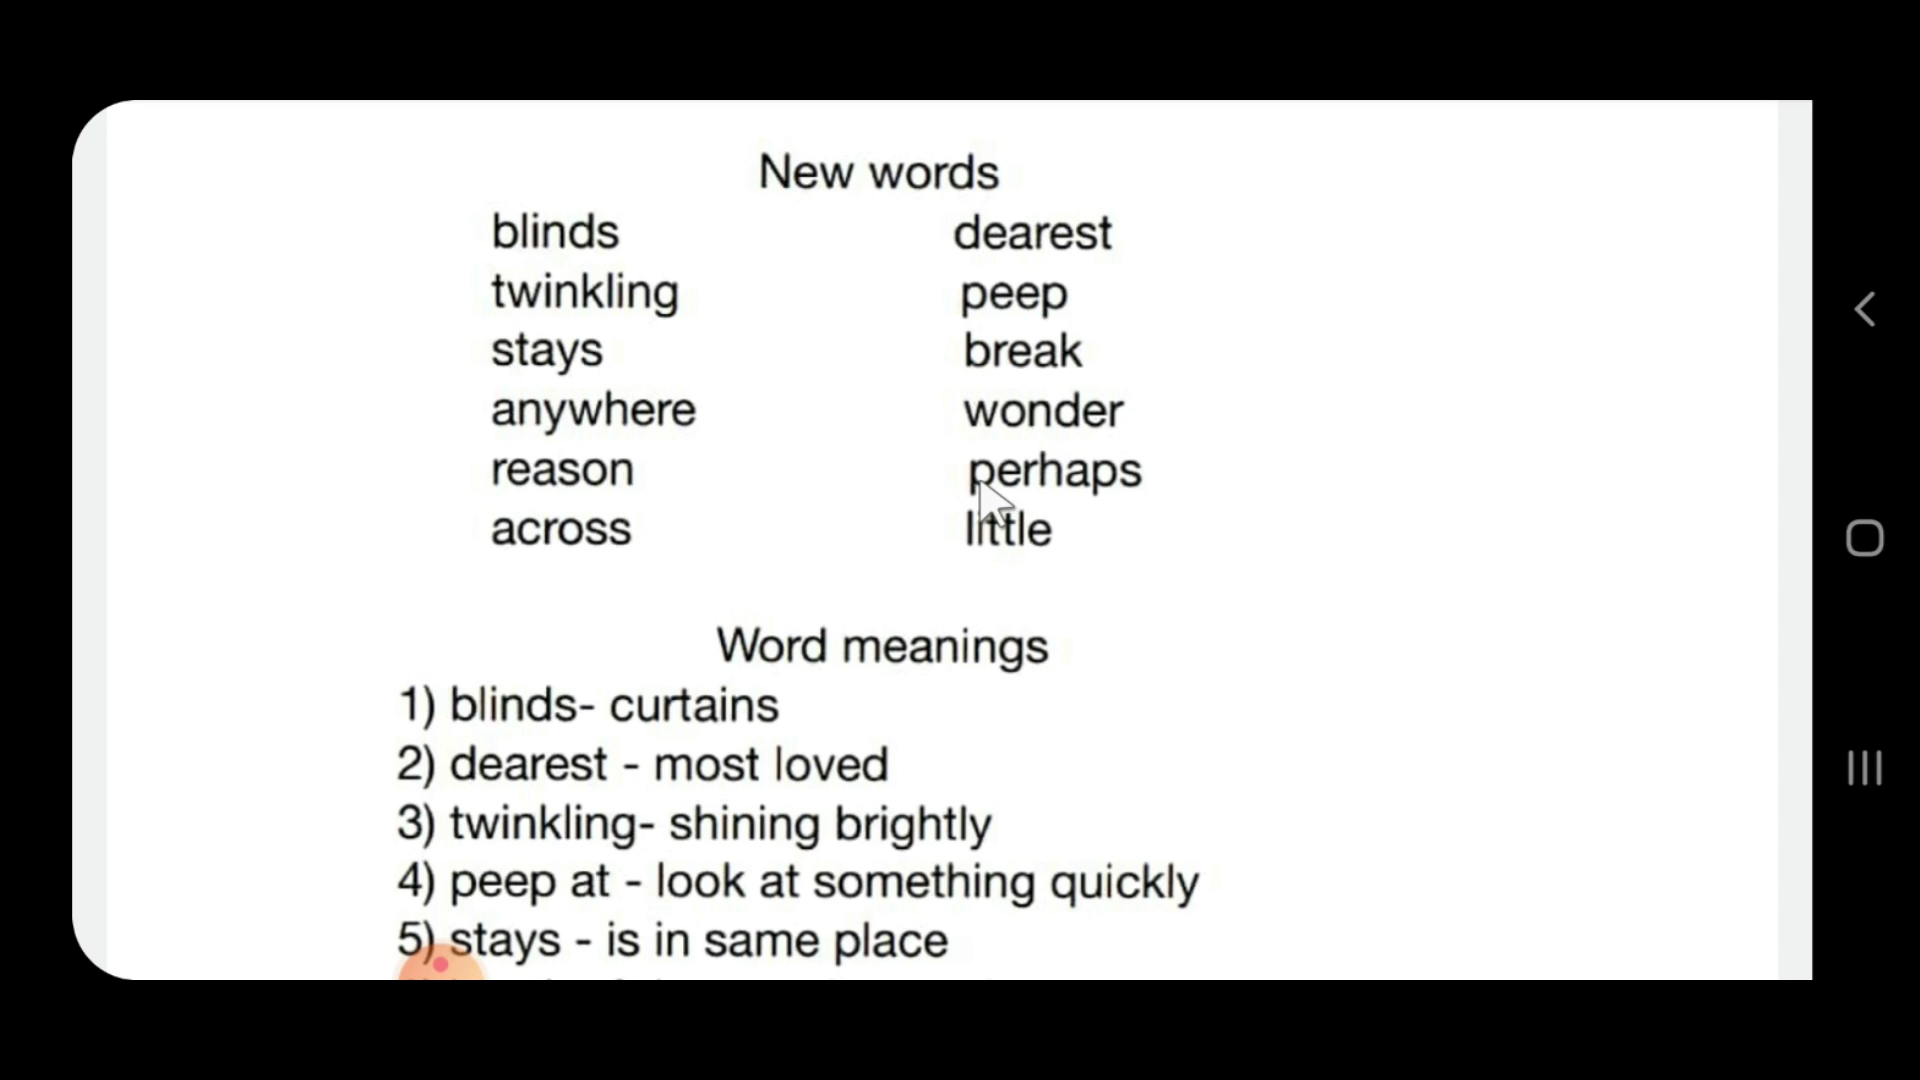 New words
blinds dearest
twinkling peep
stays break
anywhere wonder
reason perhaps
across little
Word meanings
1) blinds- curtains
2) dearest - most loved
3) twinkling- shining brightly
4) peep at - look at something quickly
5) stays - is in same place